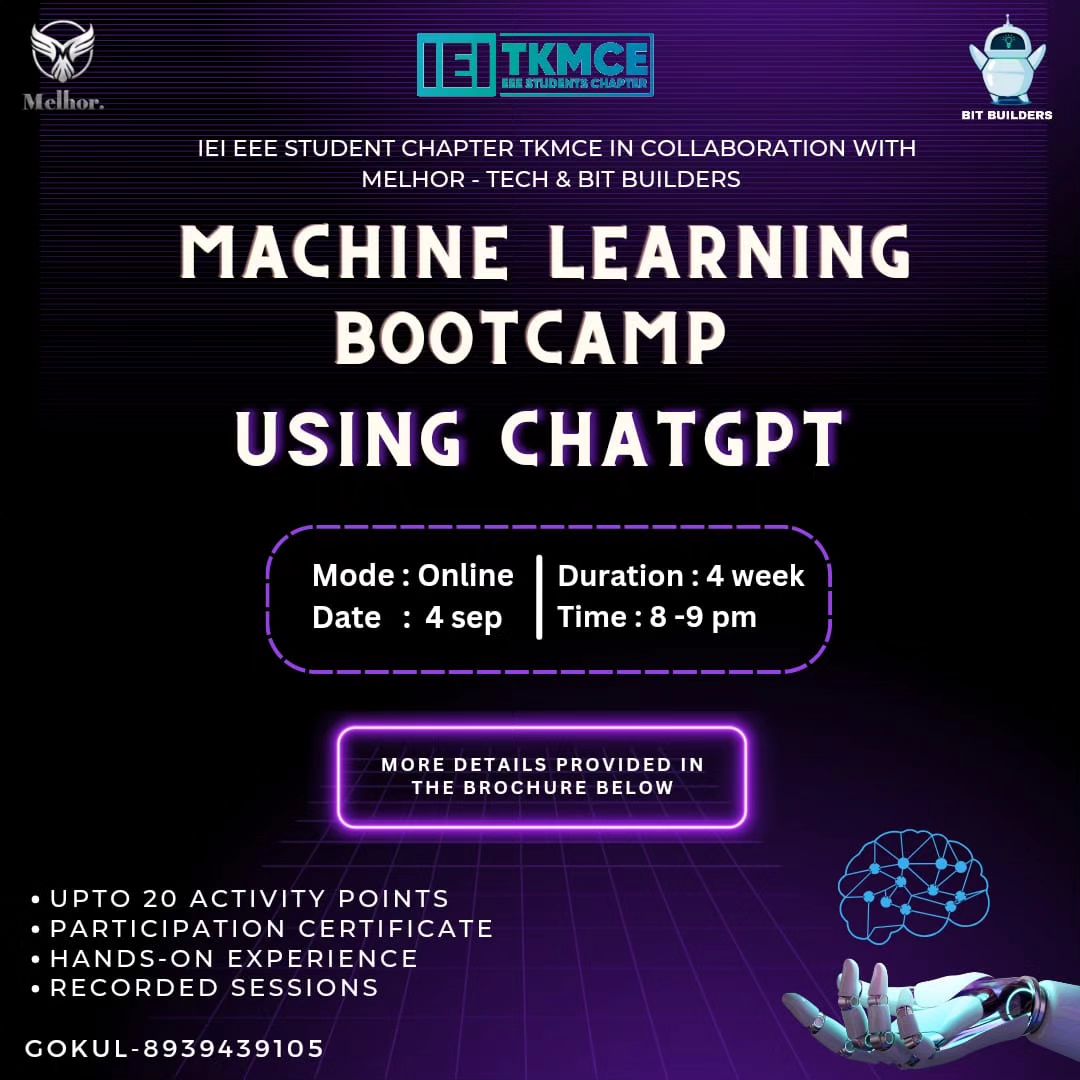 Melhor.
IEI TKMCE
EEE STUDENTS CHAPTER
BIT BUILDERS
IEI EEE STUDENT CHAPTER TKMCE IN COLLABORATION WITH
MELHOR - TECH & BIT BUILDERS
MACHINE LEARNING
BOOTCAMP
USING CHATGPT
Mode : Online
Date : 4 sep
Duration : 4 week
Time : 8 -9 pm
MORE DETAILS PROVIDED IN
THE BROCHURE BELOW
• UPTO 20 ACTIVITY POINTS
• PARTICIPATION CERTIFICATE
• HANDS-ON EXPERIENCE
• RECORDED SESSIONS
GOKUL-8939439105